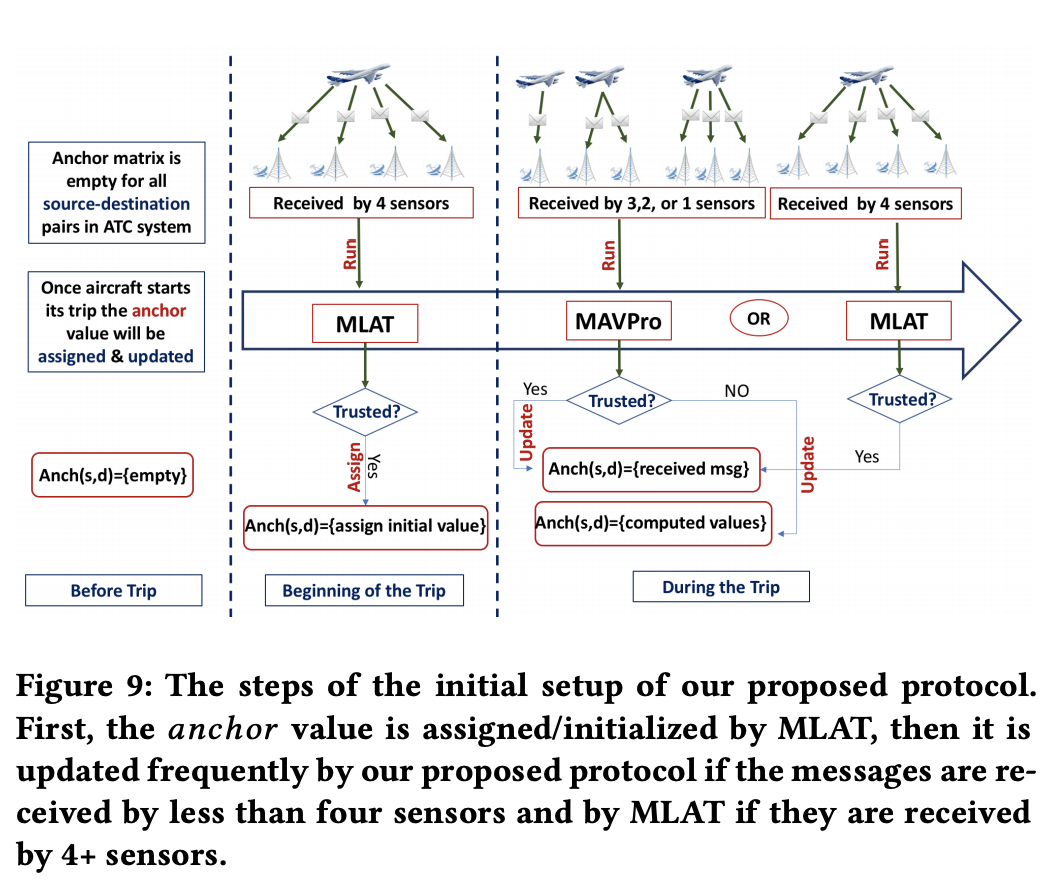 Anchor matrix is
empty for all
source-destination
pairs in ATC system
Once aircraft starts
its trip the anchor
value will be
assigned & updated
Anch(s,d)={empty}
Before Trip
Received by 4 sensors
Run
MLAT
Trusted?
Assign
Yes
Anch(s,d)={assign initial value}
Beginning of the Trip
Received by 3,2, or 1 sensors
Run
MAVPro
OR
Received by 4 sensors
Run
MLAT
Trusted?
Yes
Update
NO
Update
Trusted?
Yes
Anch(s,d)={received msg}
Anch(s,d)={computed values}
During the Trip
Figure 9: The steps of the initial setup of our proposed protocol.
First, the anchor value is assigned/initialized by MLAT, then it is
updated frequently by our proposed protocol if the messages are re-
ceived by less than four sensors and by MLAT if they are received
by 4+ sensors.